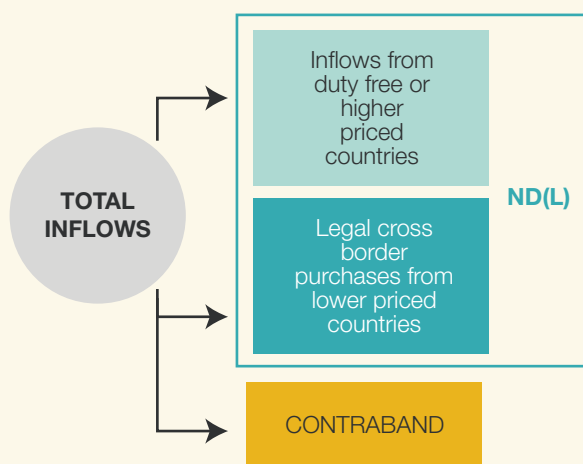 TOTAL
INFLOWS
Inflows from
duty free or
higher
priced
countries
Legal cross
border
purchases from
lower priced
countries
ND(L)
CONTRABAND